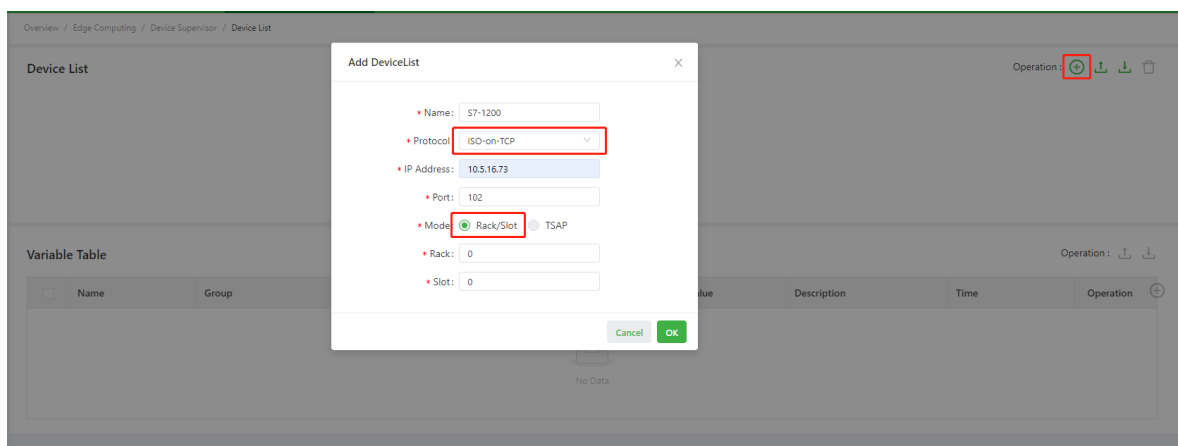 Overview / Edge Computing / Device Supervisor / Device List
Device List
Operation :
Add DeviceList
* Name: S7-1200
* Protocol ISO-on-TCP
* IP Address: 10.5.16.73
* Port: 102
* Mode: Rack/Slot TSAP
* Rack: 0
* Slot: 0
Cancel OK
Variable Table
Operation :
Name Group alue Description Time Operation
No Data